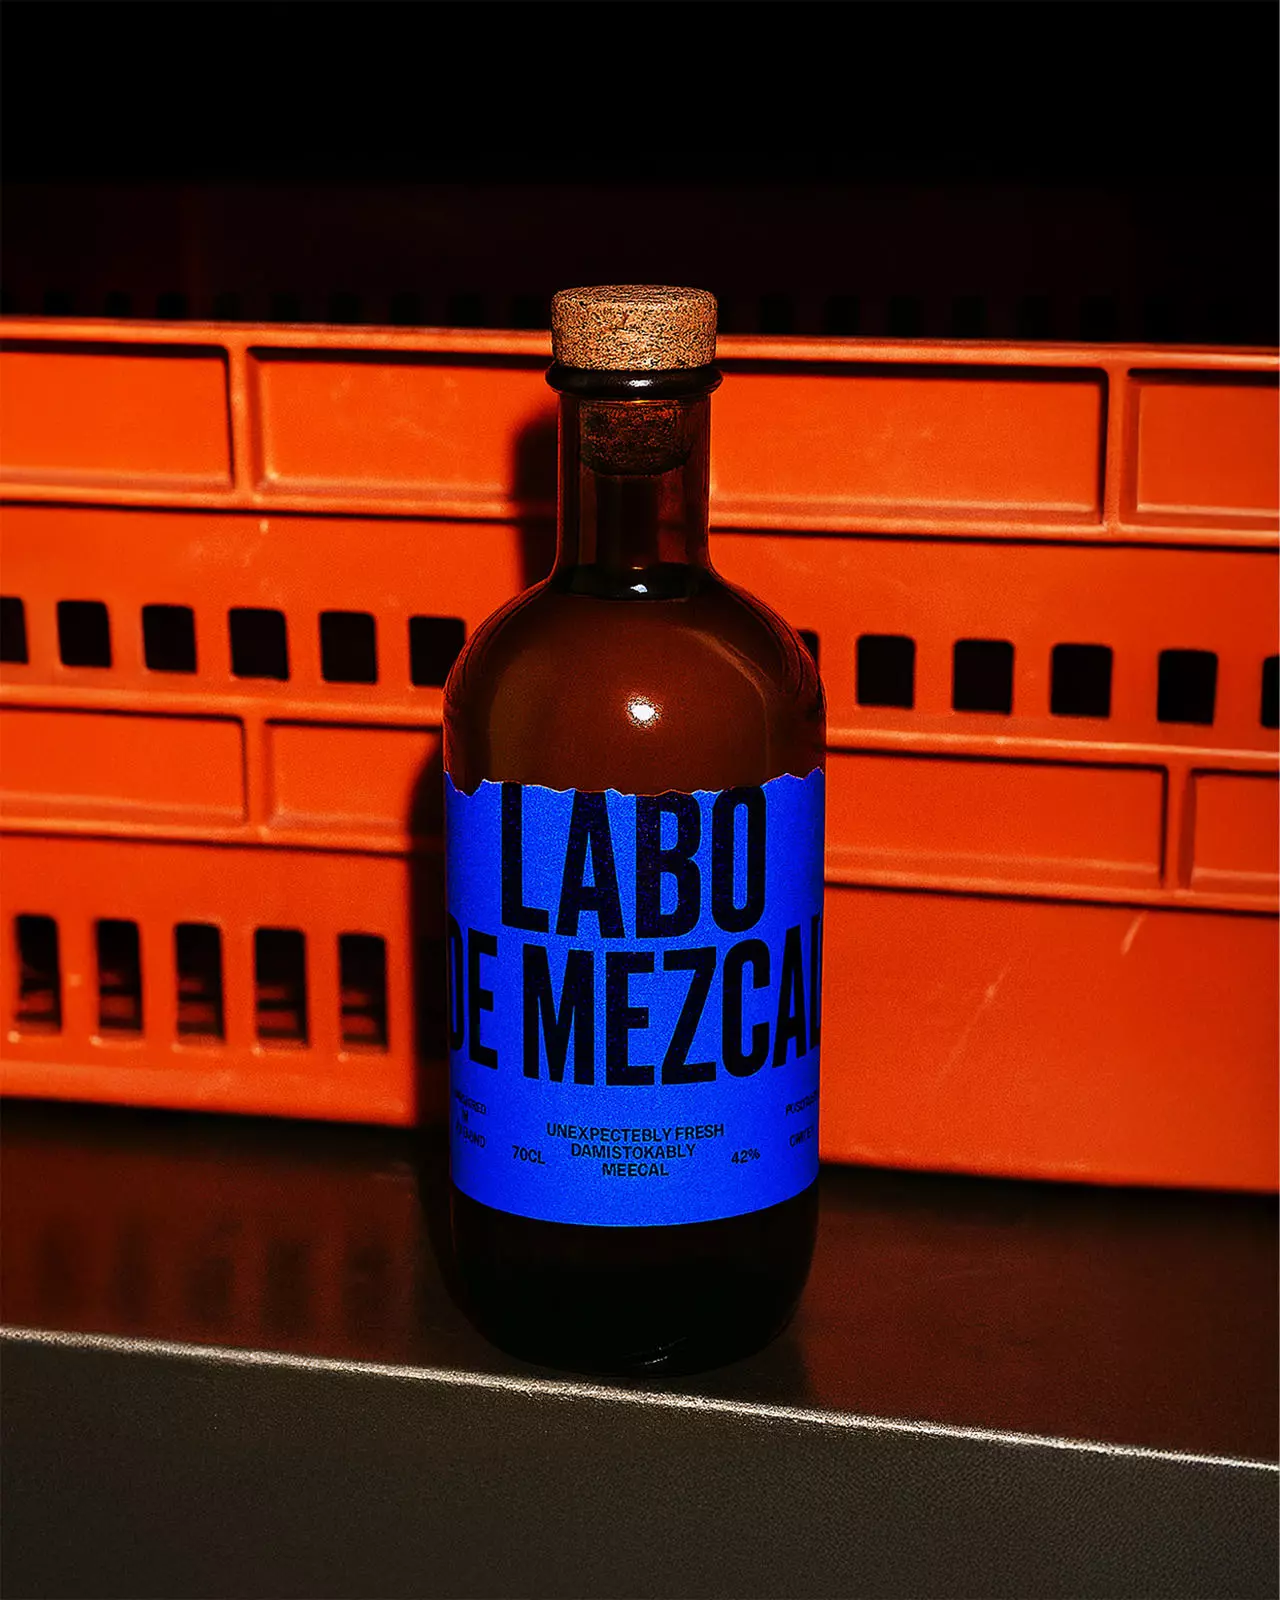 LABO
DE MEZCAL
UNEXPECTEBLY FRESH
70CL
DAMISTOKABLY
42%
MEECAL